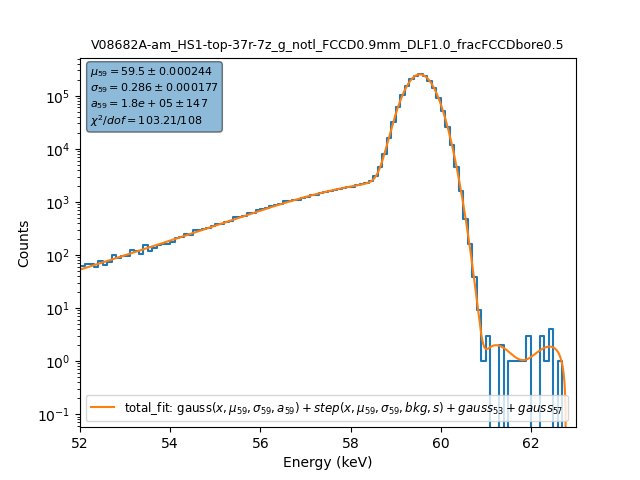 V08682A-am_HS1-top-37r-7z_g_notl_FCCD0.9mm_DLF1.0_fracFCCDbore0.5
μ₅₉ = 59.5 ± 0.000244
σ₅₉ = 0.286 ± 0.000177
a₅₉ = 1.8e + 05 ± 147
χ²/dof = 103.21/108
10⁵
10⁴
10³
10²
10¹
10⁰
10⁻¹
Counts
total_fit: gauss(x, μ₅₉, σ₅₉, a₅₉) + step(x, μ₅₉, σ₅₉, bkg, s) + gauss₅₃ + gauss₅₇
52 54 56 58 60 62
Energy (keV)